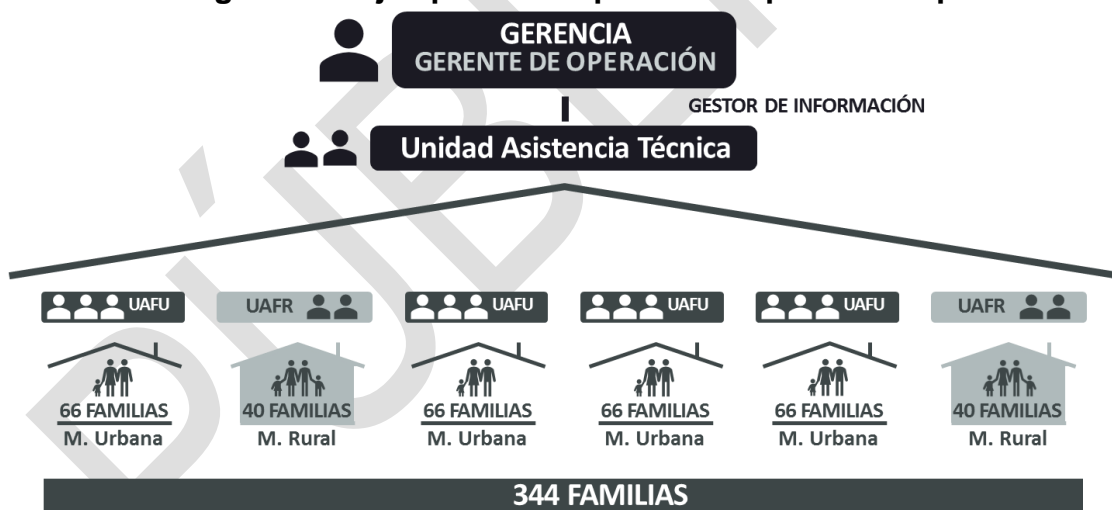 GERENCIA
GERENTE DE OPERACIÓN
GESTOR DE INFORMACIÓN
Unidad Asistencia Técnica
UAFU
UAFR
UAFU
UAFU
UAFU
UAFR
66 FAMILIAS
40 FAMILIAS
66 FAMILIAS
66 FAMILIAS
66 FAMILIAS
40 FAMILIAS
M. Urbana
M. Rural
M. Urbana
M. Urbana
M. Urbana
M. Rural
344 FAMILIAS